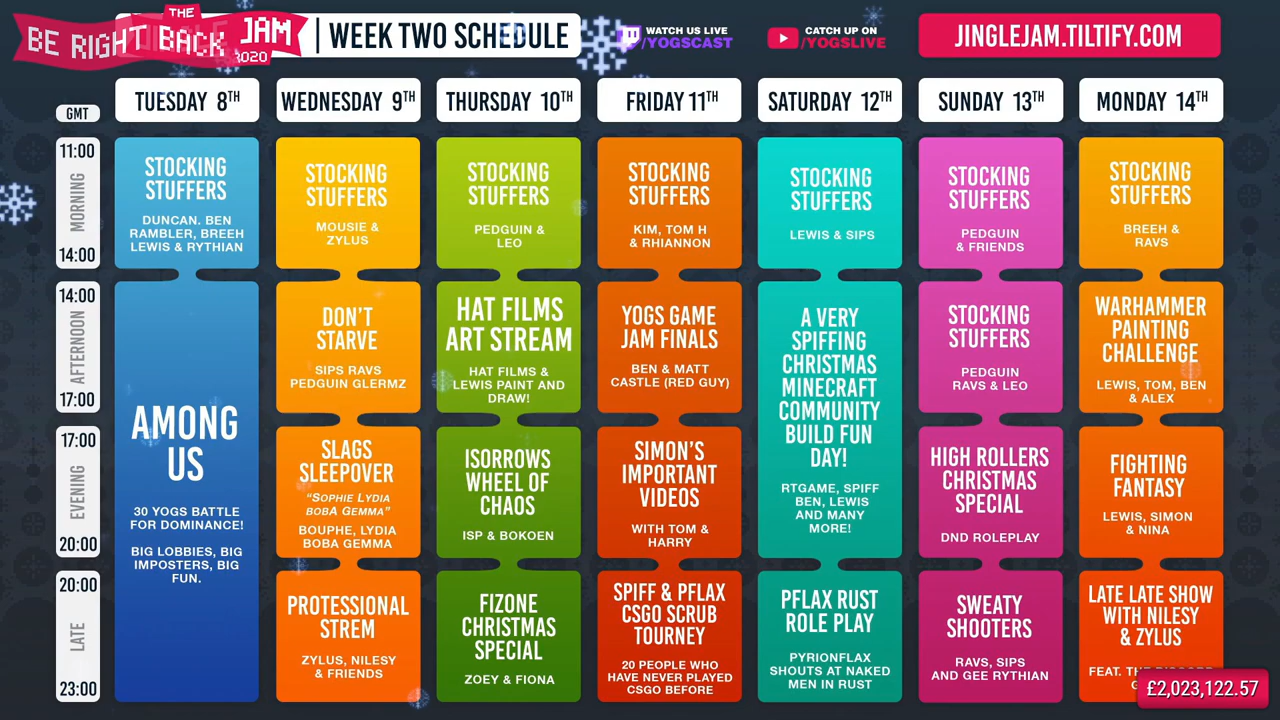 THE
BE RIGHT BACK
JAM
2020
WEEK TWO SCHEDULE
WATCH US LIVE
/YOGSCAST
CATCH UP ON
/YOGSLIVE
JINGLEJAM.TILTIFY.COM
GMT
TUESDAY 8TH
WEDNESDAY 9TH
THURSDAY 10TH
FRIDAY 11TH
SATURDAY 12TH
SUNDAY 13TH
MONDAY 14TH
11:00
MORNING
14:00
STOCKING
STUFFERS
DUNCAN. BEN
RAMBLER, BREEH
LEWIS & RYTHIAN
STOCKING
STUFFERS
MOUSIE &
ZYLUS
STOCKING
STUFFERS
PEDGUIN &
LEO
STOCKING
STUFFERS
KIM, TOM H
& RHIANNON
STOCKING
STUFFERS
LEWIS & SIPS
STOCKING
STUFFERS
PEDGUIN
& FRIENDS
STOCKING
STUFFERS
BREEH &
RAVS
14:00
AFTERNOON
17:00
AMONG
US
30 YOGS BATTLE
FOR DOMINANCE!
BIG LOBBIES, BIG
IMPOSTERS, BIG
FUN.
DON'T
STARVE
SIPS RAVS
PEDGUIN GLERMZ
HAT FILMS
ART STREAM
HAT FILMS &
LEWIS PAINT AND
DRAW!
YOGS GAME
JAM FINALS
BEN & MATT
CASTLE (RED GUY)
A VERY
SPIFFING
CHRISTMAS
MINECRAFT
COMMUNITY
BUILD FUN
DAY!
RTGAME, SPIFF
BEN, LEWIS
AND MANY
MORE!
STOCKING
STUFFERS
PEDGUIN
RAVS & LEO
WARHAMMER
PAINTING
CHALLENGE
LEWIS, TOM, BEN
& ALEX
17:00
EVENING
20:00
SLAGS
SLEEPOVER
"SOPHIE LYDIA
BOBA GEMMA"
BOUPHE, LYDIA
BOBA GEMMA
ISORROWS
WHEEL OF
CHAOS
ISP & BOKOEN
SIMON'S
IMPORTANT
VIDEOS
WITH TOM &
HARRY
HIGH ROLLERS
CHRISTMAS
SPECIAL
DND ROLEPLAY
FIGHTING
FANTASY
LEWIS, SIMON
& NINA
20:00
LATE
23:00
PROTESSIONAL
STREM
ZYLUS, NILESY
& FRIENDS
FIZONE
CHRISTMAS
SPECIAL
ZOEY & FIONA
SPIFF & PFLAX
CSGO SCRUB
TOURNEY
20 PEOPLE WHO
HAVE NEVER PLAYED
CSGO BEFORE
PFLAX RUST
ROLE PLAY
PYRIONFLAX
SHOUTS AT NAKED
MEN IN RUST
SWEATY
SHOOTERS
RAVS, SIPS
AND GEE RYTHIAN
LATE LATE SHOW
WITH NILESY
& ZYLUS
FEAT.
£2,023,122.57